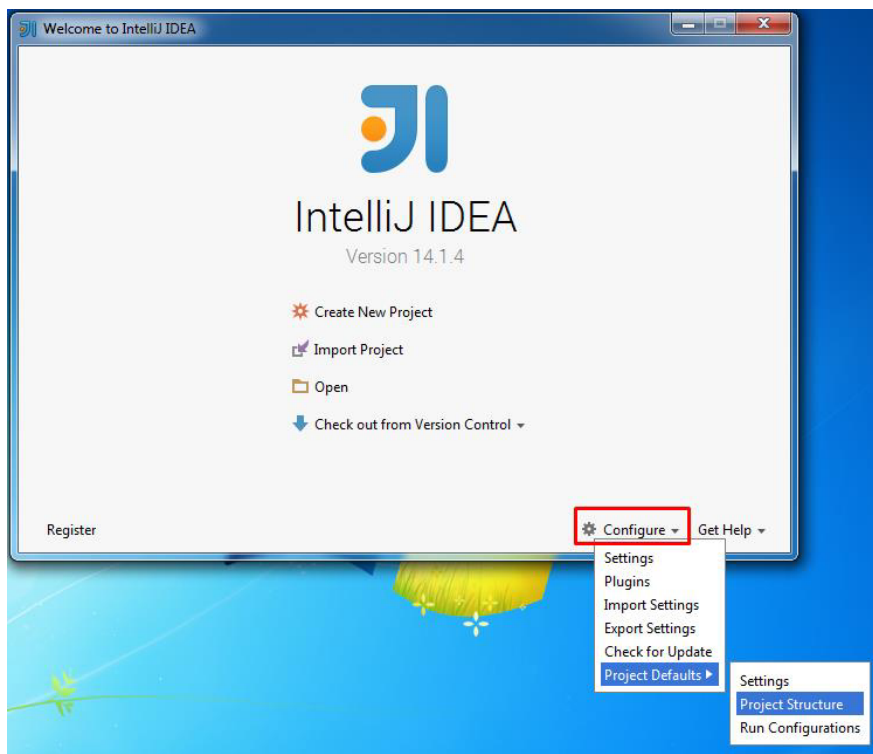 Welcome to IntelliJ IDEA
IntelliJ IDEA
Version 14.1.4
Create New Project
Import Project
Open
Check out from Version Control
Register
Configure
Get Help
Settings
Plugins
Import Settings
Export Settings
Check for Update
Project Defaults
Settings
Project Structure
Run Configurations